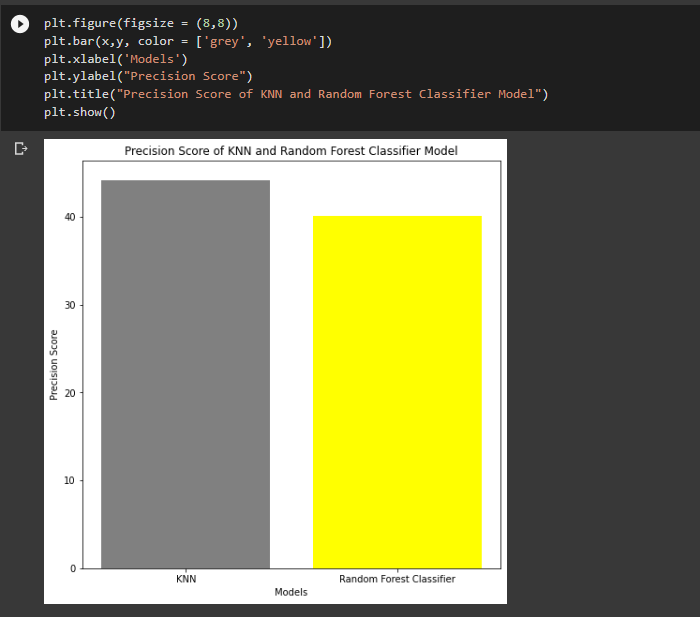 plt.figure(figsize = (8,8))
plt.bar(x,y, color = ['grey', 'yellow'])
plt.xlabel('Models')
plt.ylabel("Precision Score")
plt.title("Precision Score of KNN and Random Forest Classifier Model")
plt.show()
Precision Score of KNN and Random Forest Classifier Model
40
30
20
10
0
Precision Score
KNN Random Forest Classifier
Models